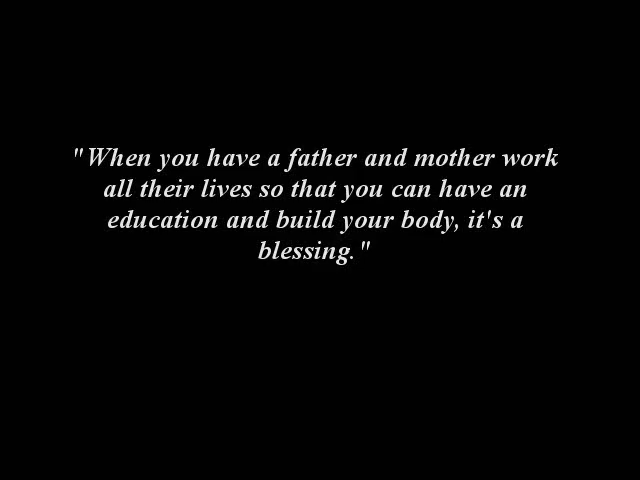 "When you have a father and mother work
all their lives so that you can have an
education and build your body, it's a
blessing."